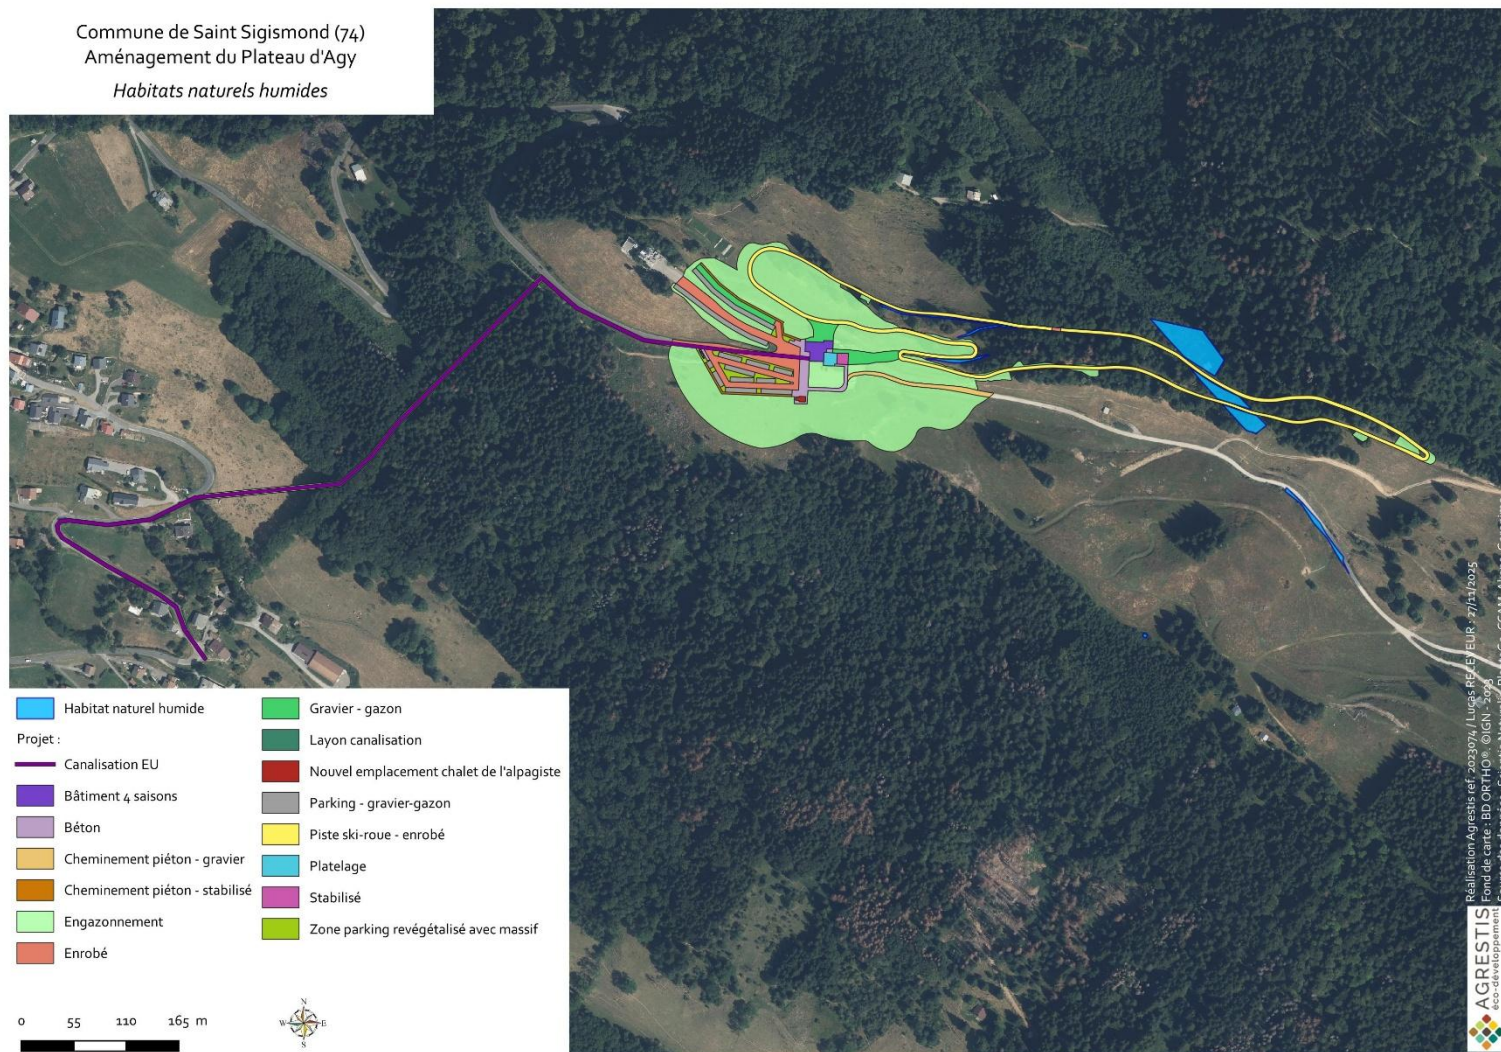 Commune de Saint Sigismond (74)
Aménagement du Plateau d'Agy
Habitats naturels humides
Habitat naturel humide
Projet :
Canalisation EU
Bâtiment 4 saisons
Béton
Cheminement piéton - gravier
Cheminement piéton - stabilisé
Engazonnement
Enrobé
Gravier - gazon
Layon canalisation
Nouvel emplacement chalet de l'alpagiste
Parking - gravier-gazon
Piste ski-roue - enrobé
Platelage
Stabilisé
Zone parking revégétalisé avec massif
0 55 110 165 m
N
W E
S
Réalisation Agrestis ref. 2023074 / Lucas RECEVEUR : 27/11/2025
Fond de carte : BD ORTHO®. ©IGN - 2023
AGRESTIS
éco-développement